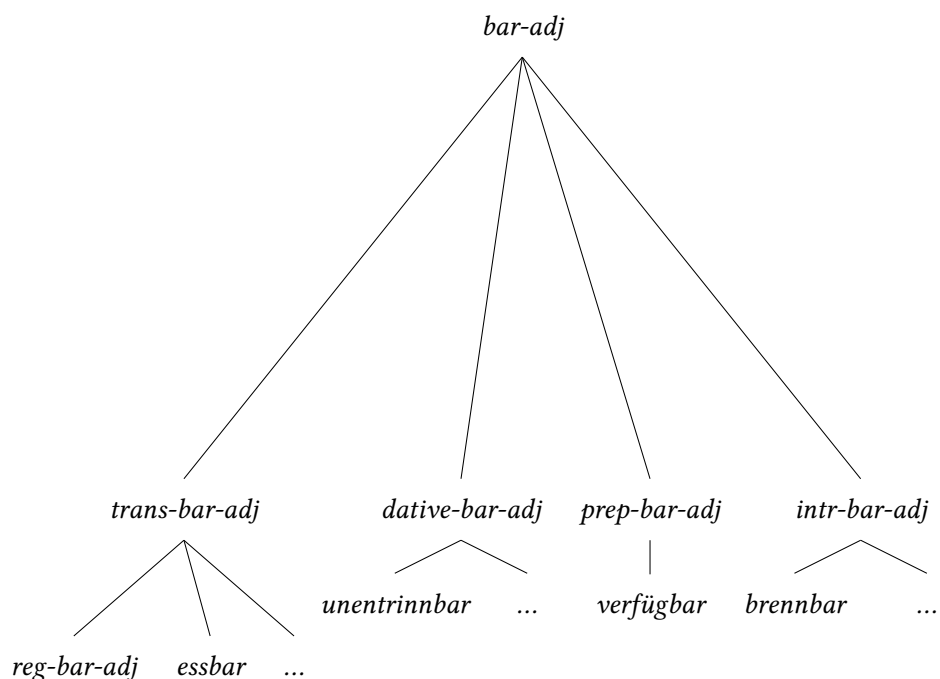 bar-adj
trans-bar-adj dative-bar-adj prep-bar-adj intr-bar-adj
unentrinnbar ... verfügbar brennbar ...
reg-bar-adj essbar ...